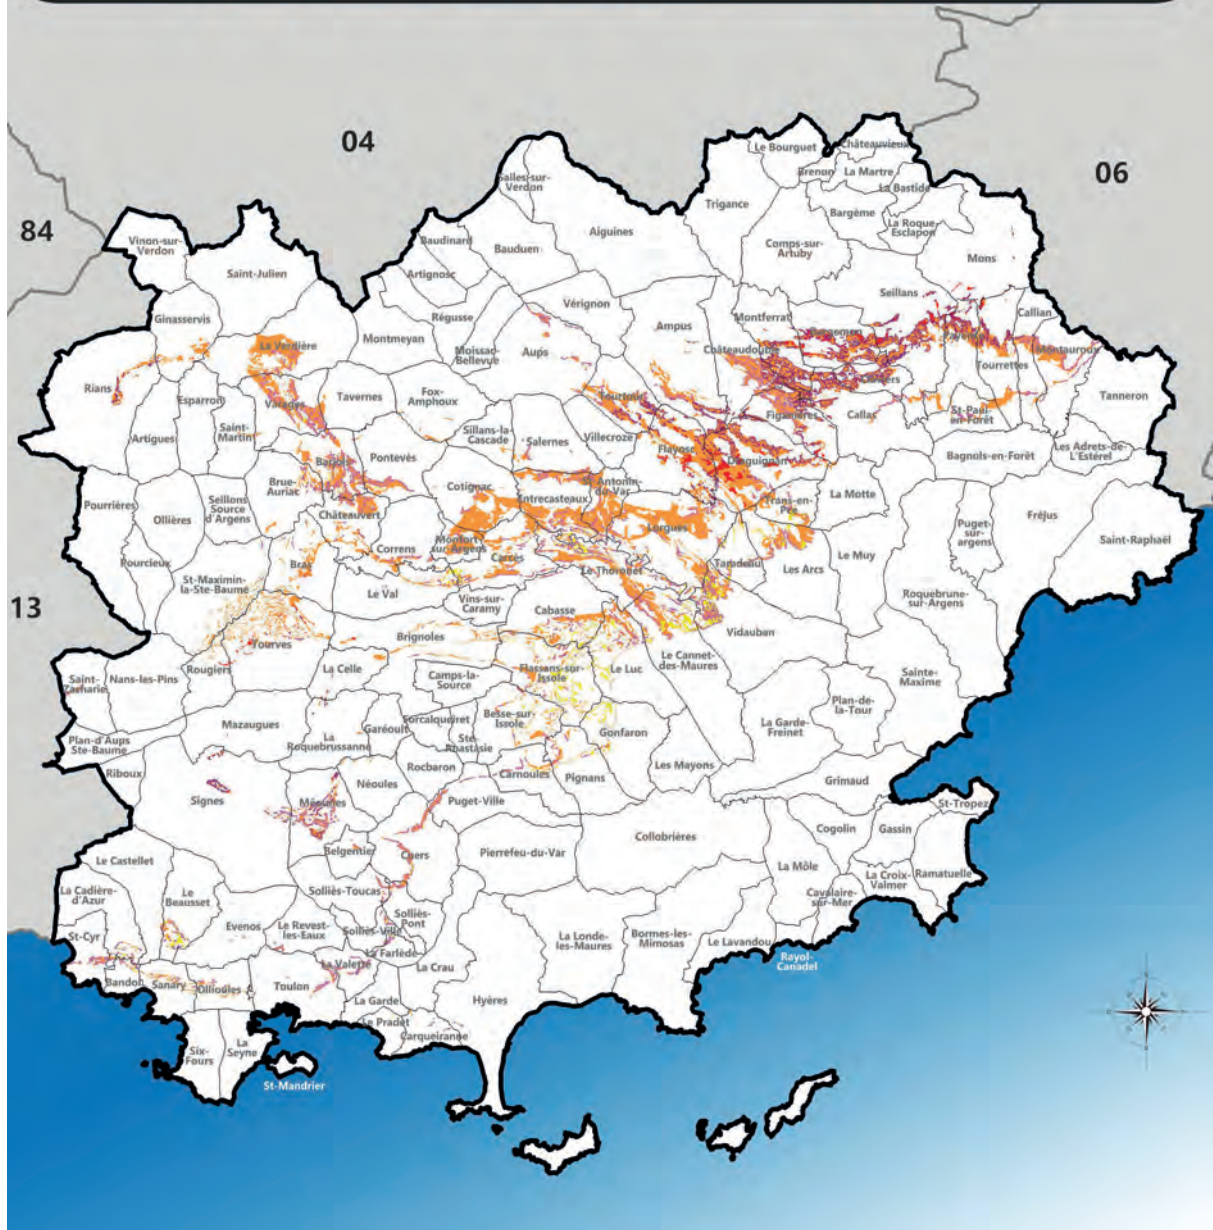 04
06
84
13
Le Bourguet
Châteauvieux
Brenon
La Martre
La Bastide
Salles-sur-
Verdon
Trigance
Bargème
La Roque-
Esclapon
Aiguines
Baudinard
Bauduen
Comps-sur-
Artuby
Mons
Vinon-sur-
Verdon
Saint-Julien
Artignosc
Vérignon
Seillans
Ginasservis
Régusse
Montmeyan
Moissac-
Bellevue
Aups
Ampus
Montferrat
Callian
La Verdière
Châteaudouble
Montauroux
Tourrettes
Rians
Esparron
Varages
Tavernes
Fox-
Amphoux
Tourtour
Figanières
Callas
St-Paul-
en-Forêt
Tanneron
Artigues
Saint-
Martin
Sillans-la-
Cascade
Salernes
Villecroze
Flayosc
Draguignan
Bagnols-en-Forêt
Les Adrets-de-
L'Estérel
Barjols
Pontevès
Brue-
Auriac
Cotignac
St-Antonin-
du-Var
Entrecasteaux
Trans-en-
Pce
La Motte
Pourrières
Ollières
Seillons
Source
d'Argens
Châteauvert
Lorgues
Puget-
sur-
argens
Fréjus
Saint-Raphaël
Pourcieux
Bras
Correns
Montfort
sur-Argens
Carcès
Le Thoronet
Taradeau
Les Arcs
Le Muy
St-Maximin-
la-Ste-Baume
Le Val
Vins-sur-
Caramy
Cabasse
Roquebrune-
sur-Argens
Tourves
Brignoles
Vidauban
Saint-
Zacharie
Nans-les-Pins
Rougiers
La Celle
Camps-la-
Source
Flassans-sur-
Issole
Le Luc
Le Cannet-
des-Maures
Sainte-
Maxime
Plan-de-
la-Tour
Plan-d'Aups
Ste-Baume
Mazaugues
La
Roquebrussanne
Garéoult
Forcalqueiret
Ste
Anastasie
Besse-sur-
Issole
Gonfaron
La Garde-
Freinet
Riboux
Signes
Méounes
Néoules
Rocbaron
Carnoules
Pignans
Les Mayons
Grimaud
Puget-Ville
St-Tropez
Collobrières
Cogolin
Gassin
Le Castellet
Belgentier
Cuers
Pierrefeu-du-Var
La Môle
La Croix-
Valmer
Ramatuelle
La Cadière-
d'Azur
Le
Beausset
Solliès-Toucas
Cavalaire-
sur-Mer
St-Cyr
Evenos
Le Revest-
les-Eaux
Solliès-
Pont
Solliès-Ville
La Londe-
les-Maures
Bormes-les-
Mimosas
Le Lavandou
Rayol-
Canadel
La Farlède
La Valette
La Crau
Bandol
Sanary
Ollioules
Toulon
La Garde
Hyères
Le Pradet
Carqueiranne
Six-
Fours
La
Seyne
St-Mandrier